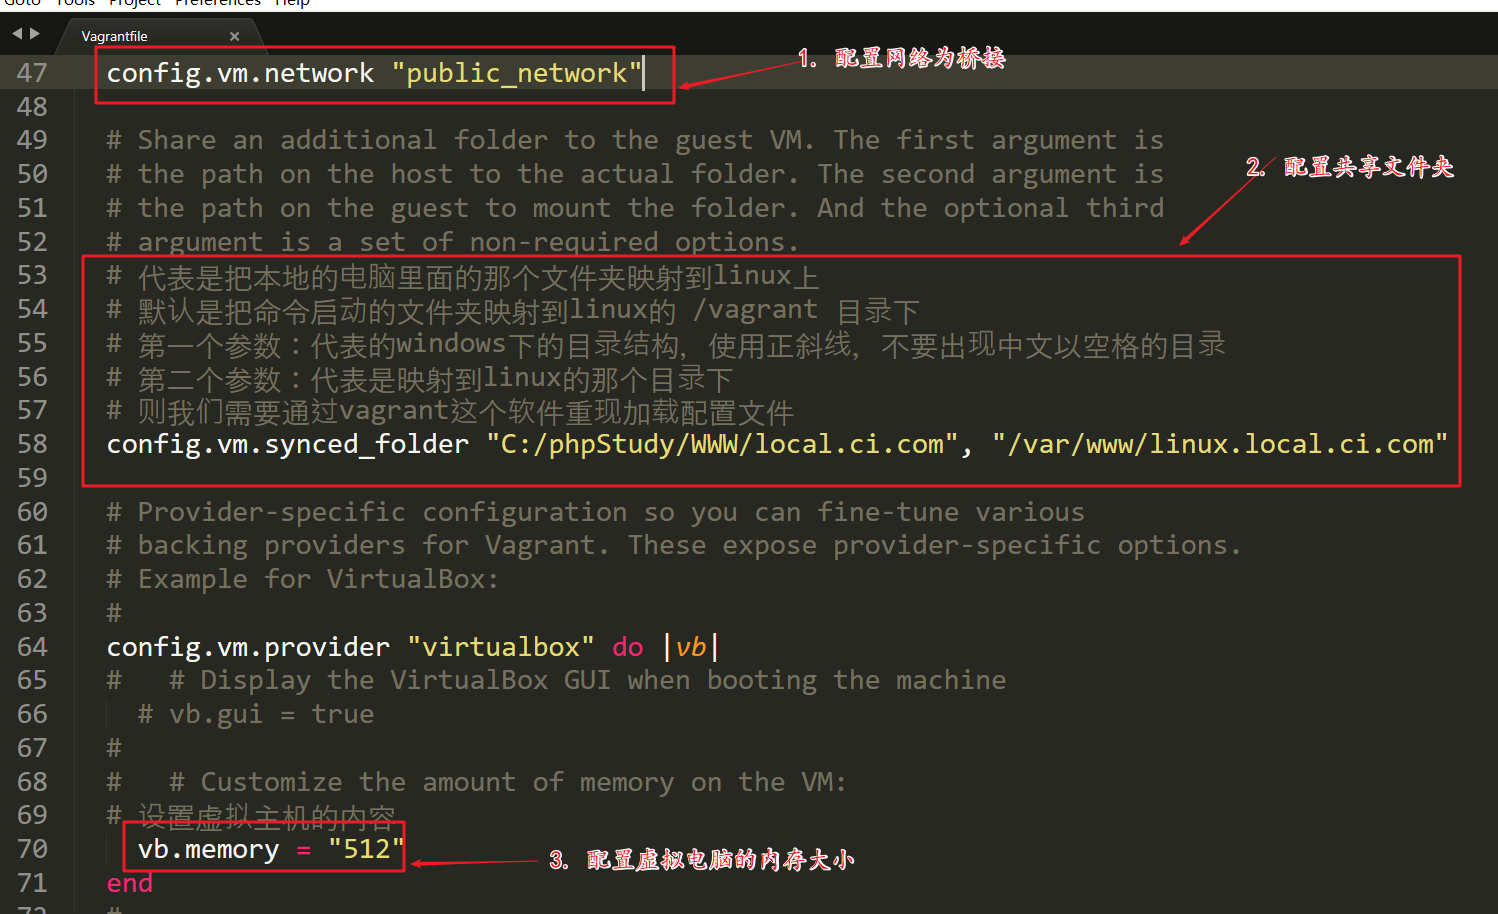 Goto Tools Project Preferences Help
Vagrantfile ×
47 config.vm.network "public_network"
1. 配置网络为桥接
48
49 # Share an additional folder to the guest VM. The first argument is
50 # the path on the host to the actual folder. The second argument is
2. 配置共享文件夹
51 # the path on the guest to mount the folder. And the optional third
52 # argument is a set of non-required options.
53 # 代表是把本地的电脑里面的那个文件夹映射到linux上
54 # 默认是把命令启动的文件夹映射到linux的 /vagrant 目录下
55 # 第一个参数：代表的windows下的目录结构，使用正斜线，不要出现中文以空格的目录
56 # 第二个参数：代表是映射到linux的那个目录下
57 # 则我们需要通过vagrant这个软件重现加载配置文件
58 config.vm.synced_folder "C:/phpStudy/WWW/local.ci.com", "/var/www/linux.local.ci.com"
59
60 # Provider-specific configuration so you can fine-tune various
61 # backing providers for Vagrant. These expose provider-specific options.
62 # Example for VirtualBox:
63 #
64 config.vm.provider "virtualbox" do |vb|
65 #   # Display the VirtualBox GUI when booting the machine
66 # vb.gui = true
67 #
68 #   # Customize the amount of memory on the VM:
69 # 设置虚拟主机的内容
70 vb.memory = "512"
3. 配置虚拟电脑的内存大小
71 end
72 #